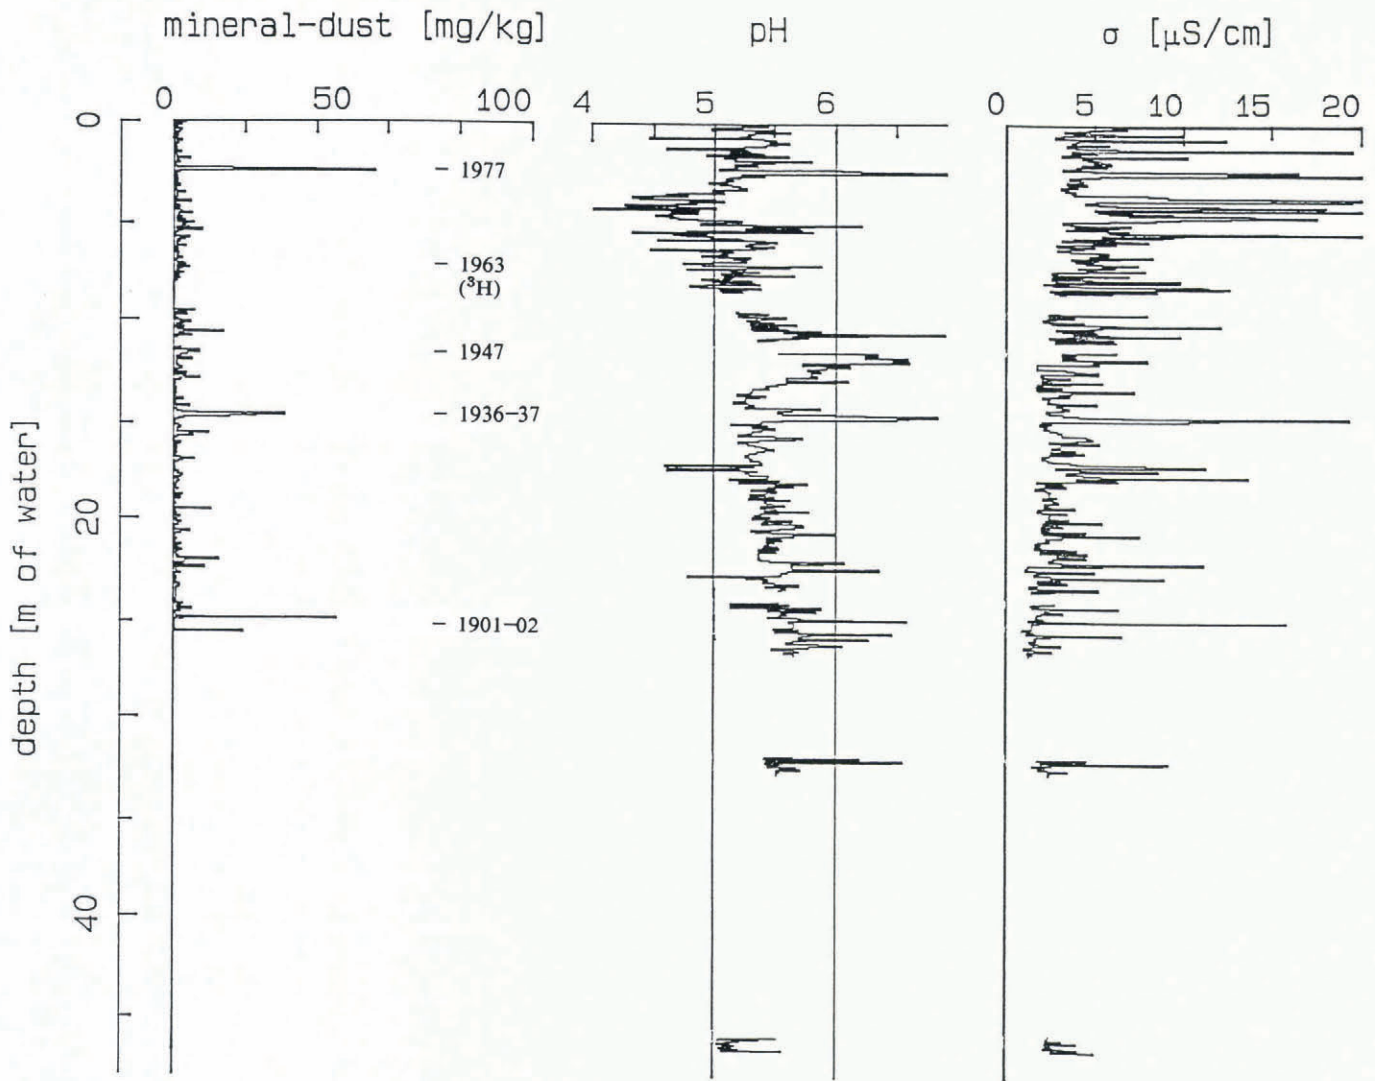 mineral-dust [mg/kg]
pH
σ [µS/cm]
0 50 100
4 5 6
0 5 10 15 20
0
– 1977
– 1963
(³H)
– 1947
– 1936–37
20
– 1901–02
depth [m of water]
40